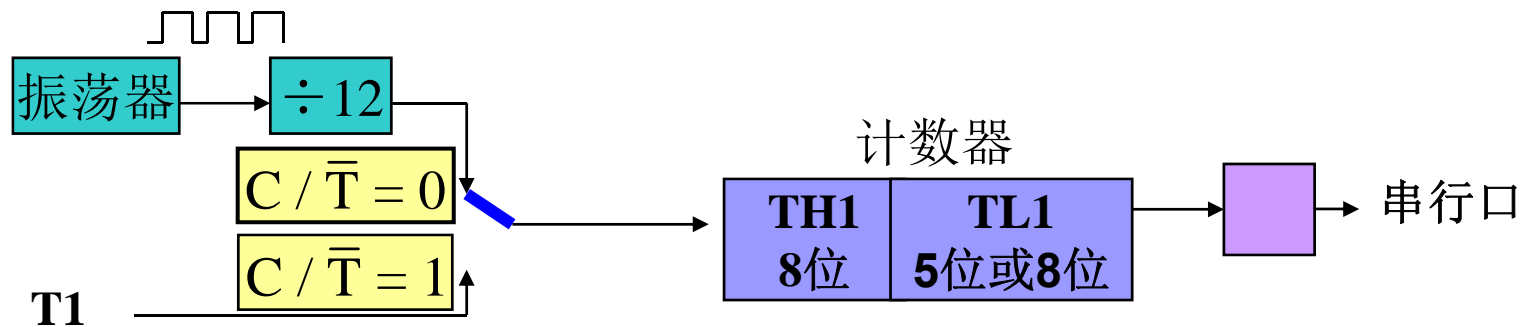 振荡器
÷12
C / T̅ = 0
C / T̅ = 1
T1
计数器
TH1
8位
TL1
5位或8位
串行口